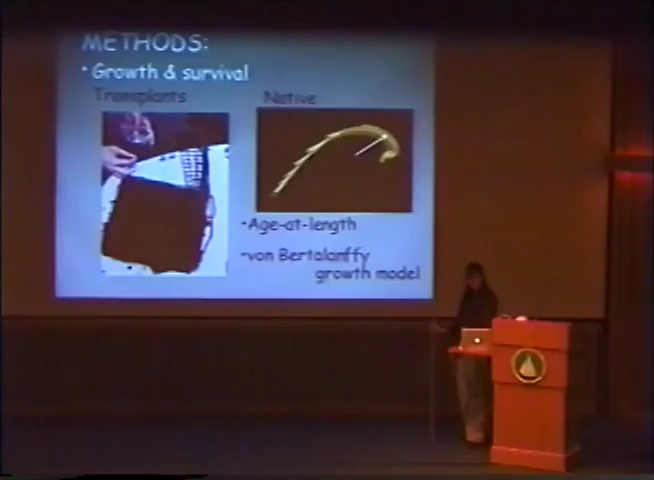 METHODS:
• Growth & survival
Transplants
Native
•Age-at-length
•von Bertalanffy
growth model